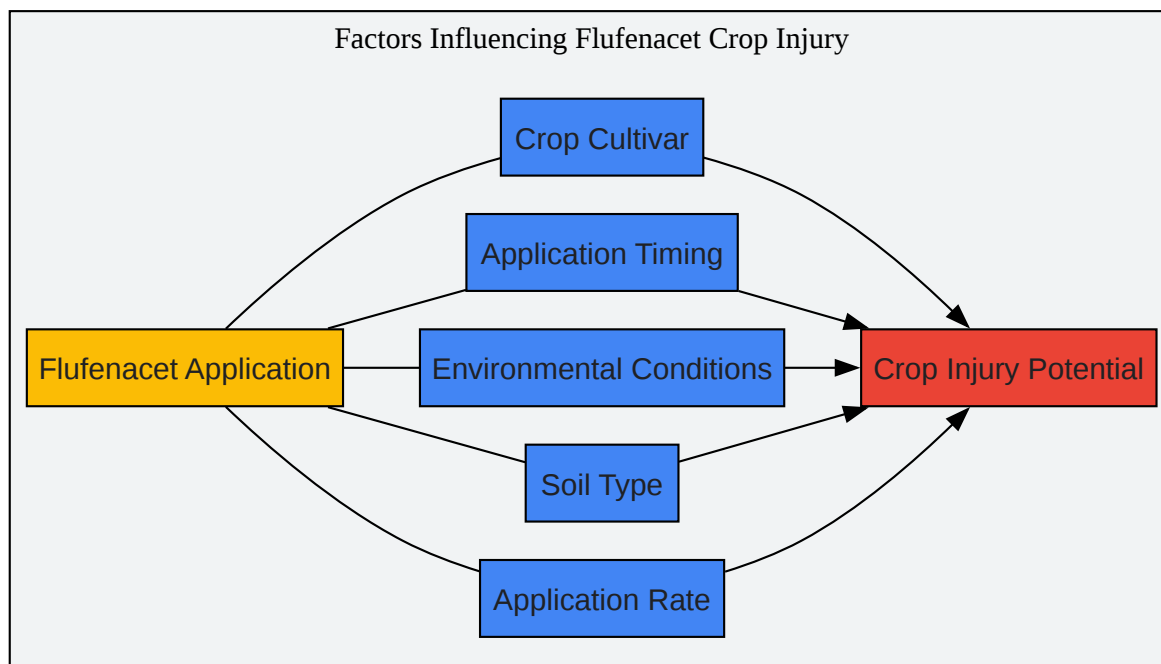 Factors Influencing Flufenacet Crop Injury
Crop Cultivar
Application Timing
Flufenacet Application
Environmental Conditions
Crop Injury Potential
Soil Type
Application Rate